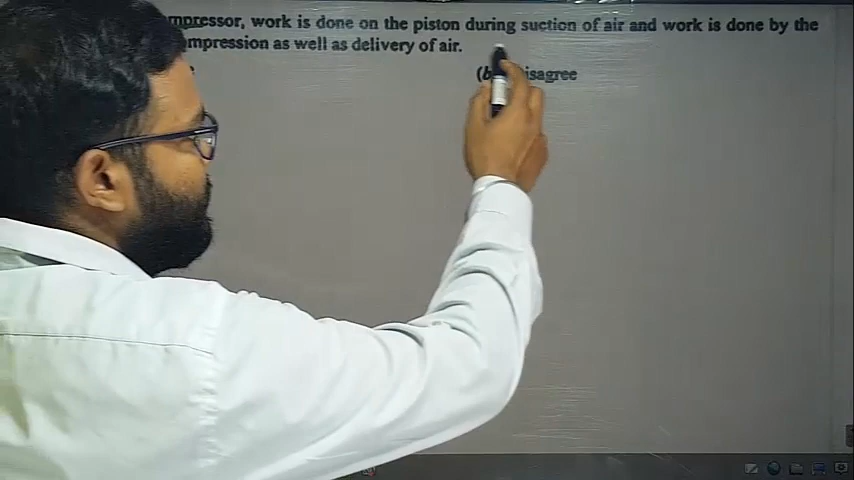 mpressor, work is done on the piston during suction of air and work is done by the
mpression as well as delivery of air.
(b isagree